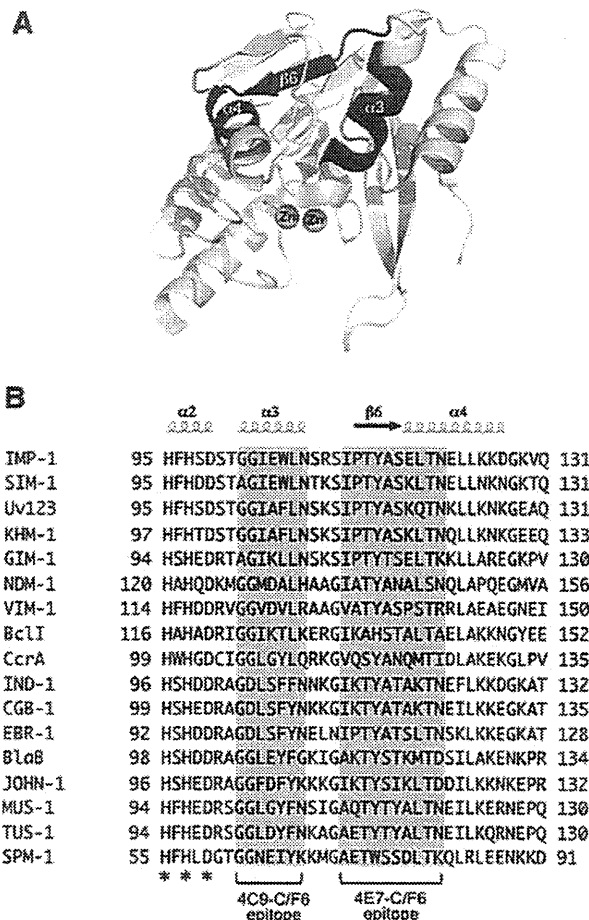 A
α4
β6
α3
Zn
Zn
B
α2 α3 β6 α4
IMP-1 95 HFHSDSTGGIEWLNSRSIPTYASELTNELLKKDGKVQ 131
SIM-1 95 HFHDDSTAGIEWLNTKSIPTYASKLTNELLNKNGKTQ 131
Uv123 95 HFHSDSTGGIAFLNSKSIPTYASKQTNLLLKNKGEAQ 131
KHM-1 97 HFHTDSTGGIAFLNSKSIPTYASKLTNQLLKNKGEEQ 133
GIM-1 94 HSHEDRTAGIKLLNSKSIPTYTSELTKKLLAREGKPV 130
NDM-1 120 HAHQDKMGGMDALHAAGIATYANALSNQLAPQEGMVA 156
VIM-1 114 HFHDDRVGGVDVLRAAGVATYASPSTRRLAEAEGNEI 150
BclI 116 HAHADRIGGIKTLKERGIKAHSTALTAELAKKNGYEE 152
CcrA 99 HWHGDCIGGLGYLQRKGVQSYANQMTIDLAKEKGLPV 135
IND-1 96 HSHDDRAGDLSFFNNKGIKTYATAKTNEFLKKDGKAT 132
CGB-1 99 HSHEDRAGDLSFYNKKGIKTYATAKTNEILKKEGKAT 135
EBR-1 92 HSHDDRAGDLSFYNELNIPTYATSLTNSKLKKEGKAT 128
BlaB 98 HSHDDRAGGLEYFGKIGAKTYSTKMTDSILAKENKPR 134
JOHN-1 96 HSHEDRAGGFDFYKKKGIKTYSIKLTDDILKKNKEPR 132
MUS-1 94 HFHEDRSGGLGYFNSIGAQTYTYALTNEILKERNEPQ 130
TUS-1 94 HFHEDRSGGLDYFNKAGAETYTYALTNEILKQRNEPQ 130
SPM-1 55 HFHLDGTGGNEIYKKMGAETWSSDLTKQLRLEENKKD 91
* * *
4C9-C/F6 4E7-C/F6
epitope epitope